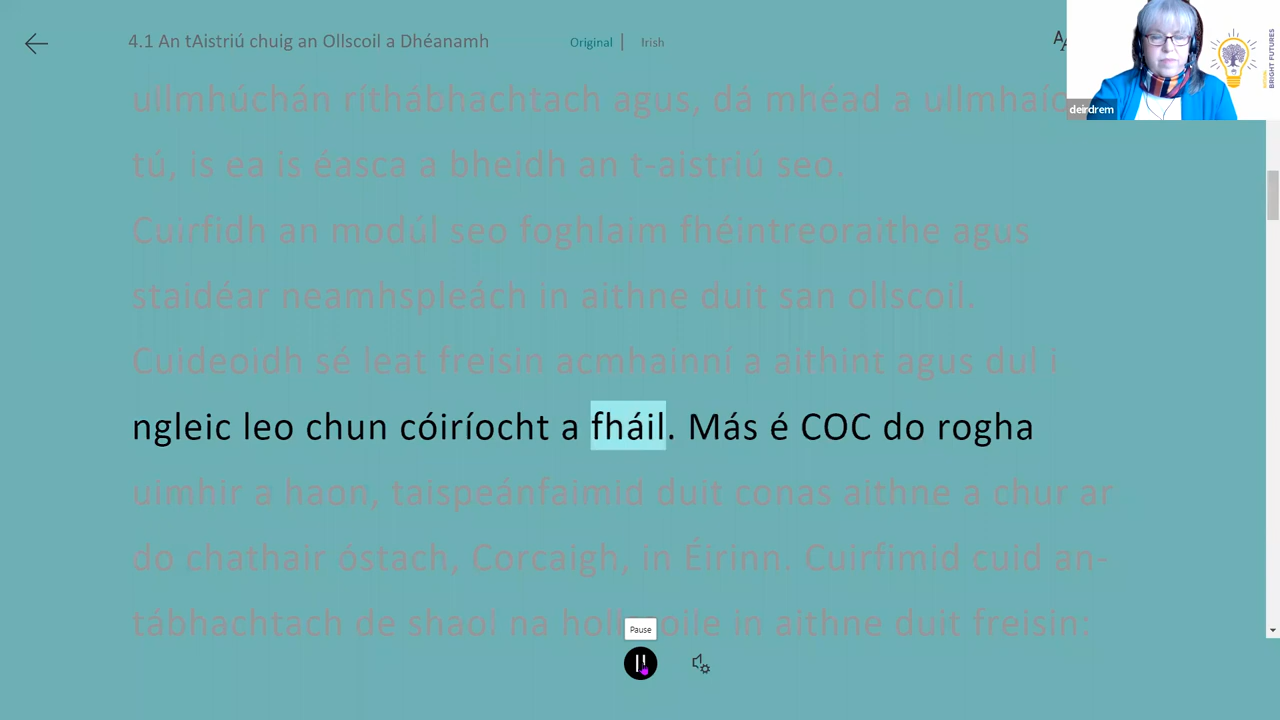 4.1 An tAistriú chuig an Ollscoil a Dhéanamh
Original | Irish
ullmhúchán ríthábhachtach agus, dá mhéad a
tú, is ea is éasca a bheidh an t-aistriú seo.
Cuirfidh an modúl seo foghlaim fhéintreoraithe agus
staidéar neamhspleách in aithne duit san ollscoil.
Cuideoidh sé leat freisin acmhainní a aithint agus dul i
ngleic leo chun cóiríocht a fháil. Más é COC do rogha
uimhir a haon, taispeánfaimid duit conas aithne a chur ar
do chathair óstach, Corcaigh, in Éirinn. Cuirfimid cuid an-
tábhachtach de shaol na in aithne duit freisin:
Pause
deirdrem
BRIGHT FUTURES